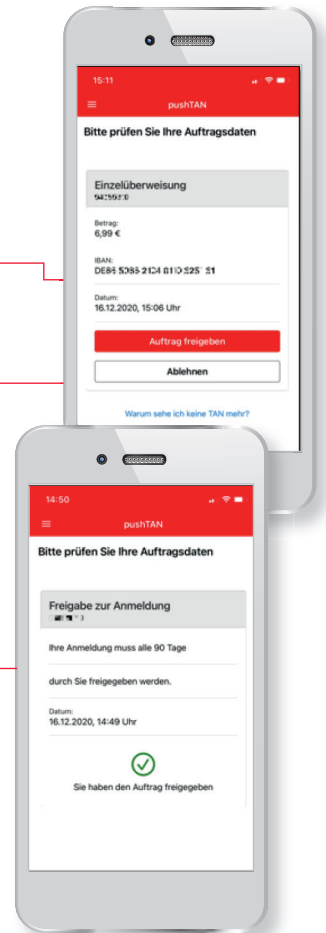 15:11
pushTAN
Bitte prüfen Sie Ihre Auftragsdaten
Einzelüberweisung
Betrag:
6,99 €
IBAN:
Datum:
16.12.2020, 15:06 Uhr
Auftrag freigeben
Ablehnen
Warum sehe ich keine TAN mehr?
14:50
pushTAN
Bitte prüfen Sie Ihre Auftragsdaten
Freigabe zur Anmeldung
Ihre Anmeldung muss alle 90 Tage
durch Sie freigegeben werden.
Datum:
16.12.2020, 14:49 Uhr
Sie haben den Auftrag freigegeben